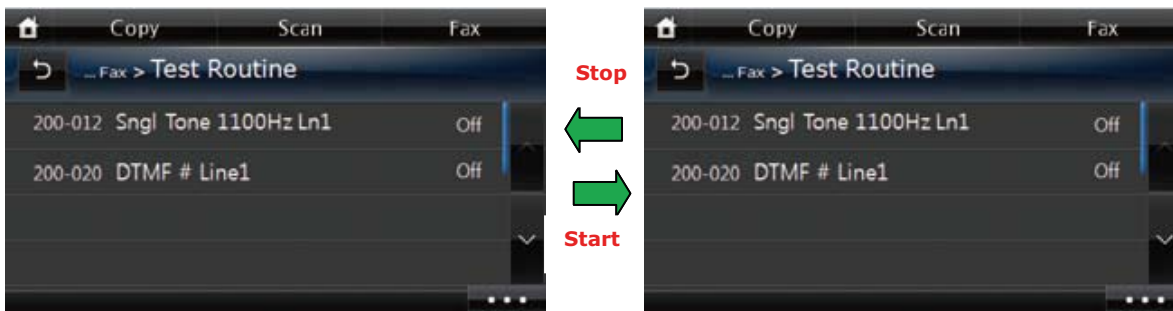 Copy Scan Fax
... Fax > Test Routine
200-012 Sngl Tone 1100Hz Ln1 Off
200-020 DTMF # Line1 Off
Stop
Start
Copy Scan Fax
... Fax > Test Routine
200-012 Sngl Tone 1100Hz Ln1 Off
200-020 DTMF # Line1 Off